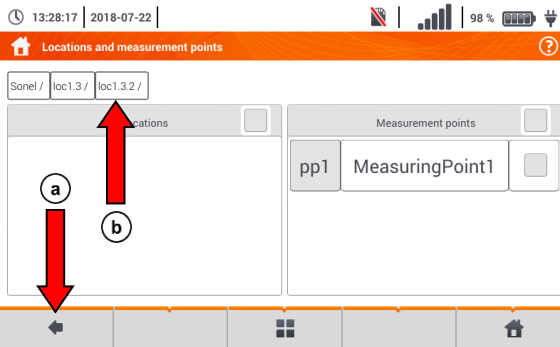 13:28:17 2018-07-22 98 %
Locations and measurement points ?
Sonel / loc1.3 / loc1.3.2 /
cations Measurement points
pp1 MeasuringPoint1
a
b